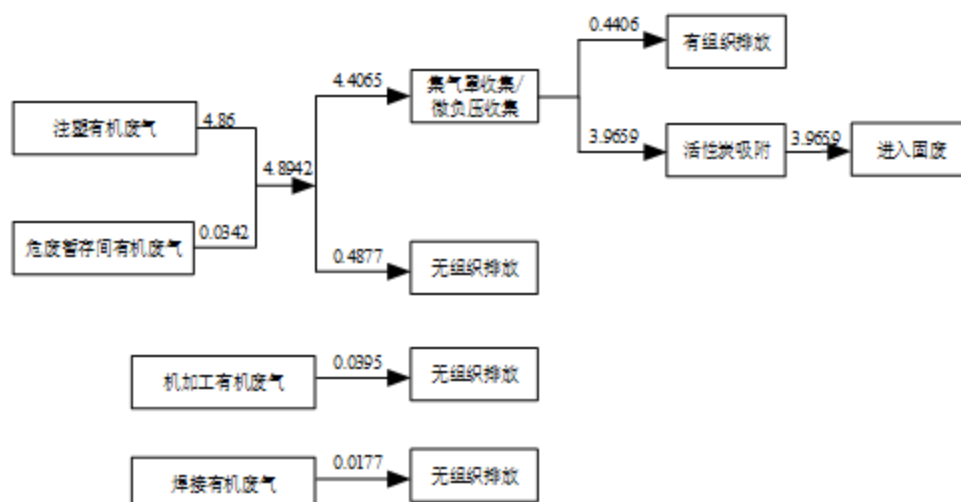 0.4406
有组织排放
4.4065
集气罩收集/
微负压收集
注塑有机废气
4.86
3.9659
活性炭吸附
3.9659
进入固废
4.8942
危废暂存间有机废气
0.0342
0.4877
无组织排放
机加工有机废气
0.0395
无组织排放
焊接有机废气
0.0177
无组织排放